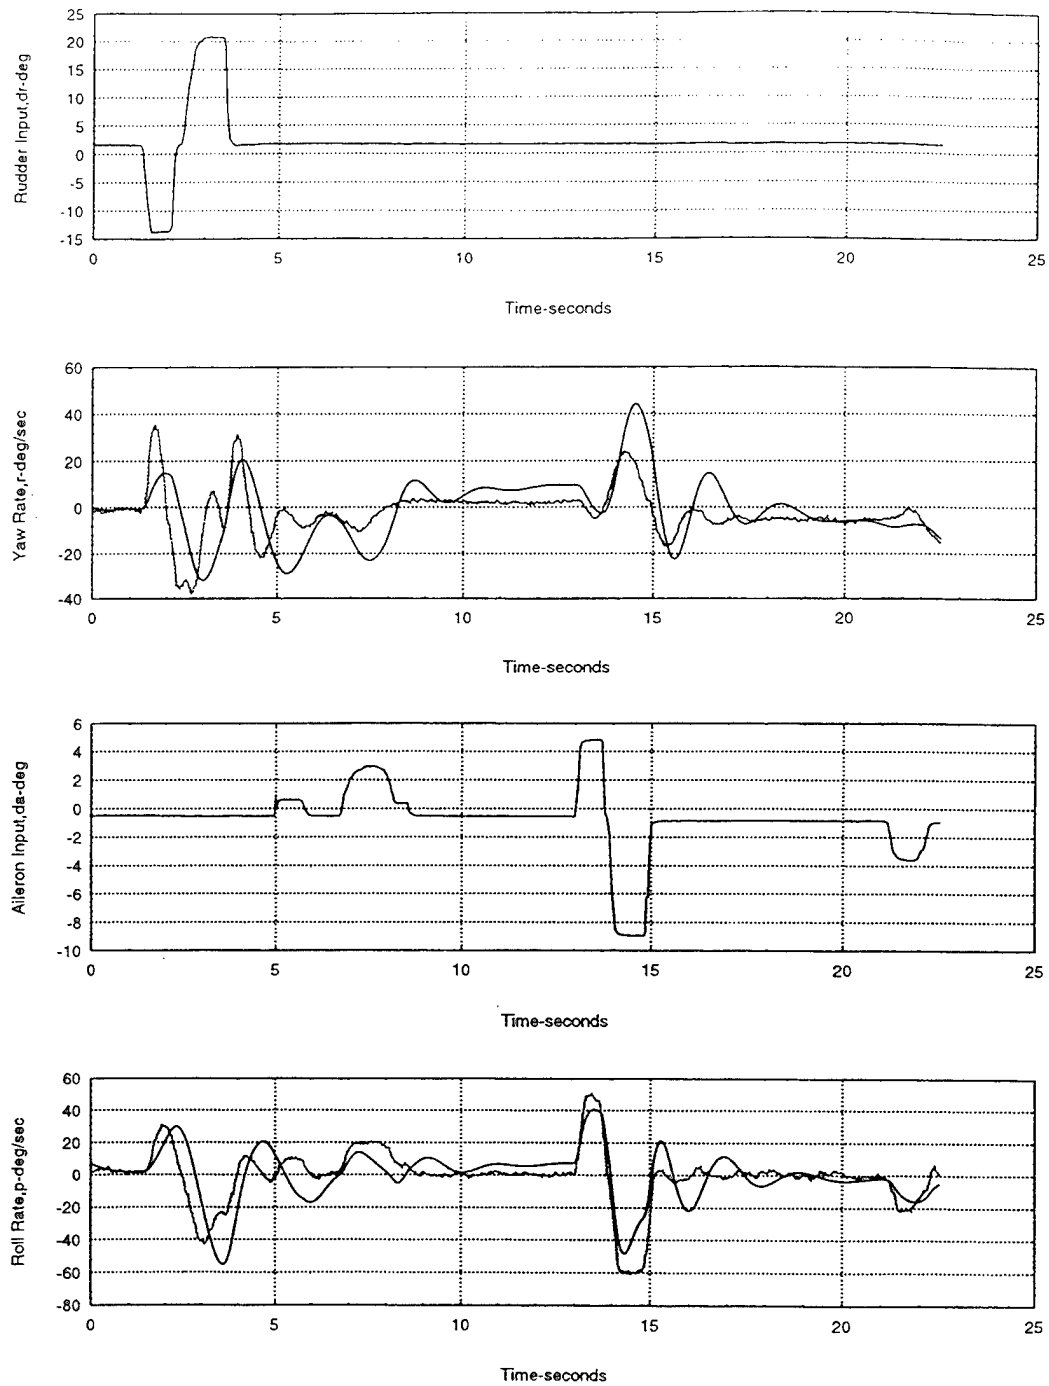 Rudder Input,dr-deg
25
20
15
10
5
0
-5
-10
-15
0 5 10 15 20 25
Time-seconds
Yaw Rate,r-deg/sec
60
40
20
0
-20
-40
0 5 10 15 20 25
Time-seconds
Aileron Input,da-deg
6
4
2
0
-2
-4
-6
-8
-10
0 5 10 15 20 25
Time-seconds
Roll Rate,p-deg/sec
60
40
20
0
-20
-40
-60
-80
0 5 10 15 20 25
Time-seconds